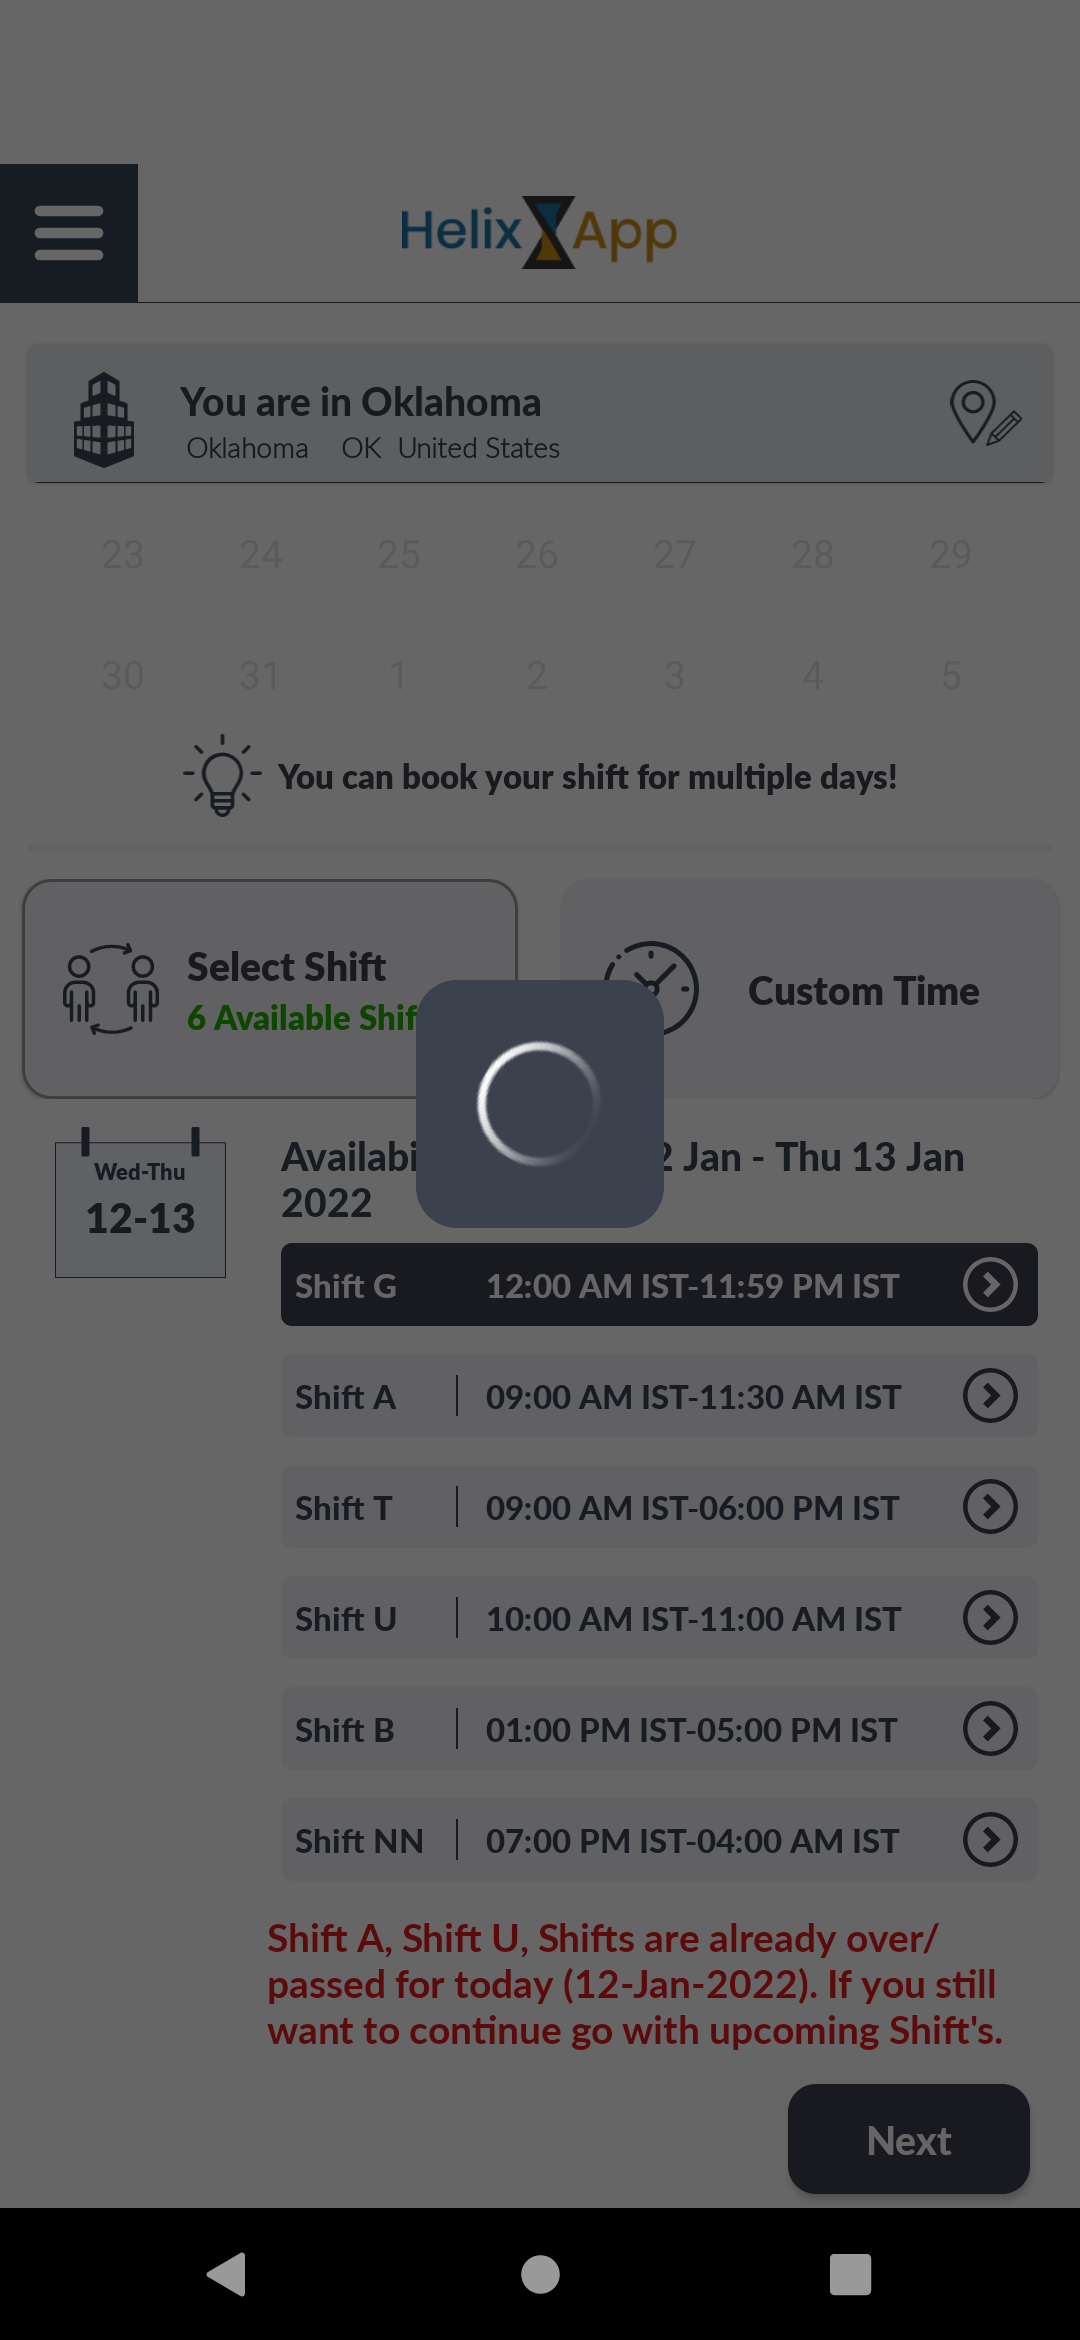 Helix App
You are in Oklahoma
Oklahoma OK United States
23 24 25 26 27 28 29
30 31 1 2 3 4 5
You can book your shift for multiple days!
Select Shift
6 Available
Custom Time
Wed-Thu
12-13
Jan - Thu 13 Jan
2022
Shift G 12:00 AM IST-11:59 PM IST
Shift A 09:00 AM IST-11:30 AM IST
Shift T 09:00 AM IST-06:00 PM IST
Shift U 10:00 AM IST-11:00 AM IST
Shift B 01:00 PM IST-05:00 PM IST
Shift NN 07:00 PM IST-04:00 AM IST
Shift A, Shift U, Shifts are already over/
passed for today (12-Jan-2022). If you still
want to continue go with upcoming Shift's.
Next